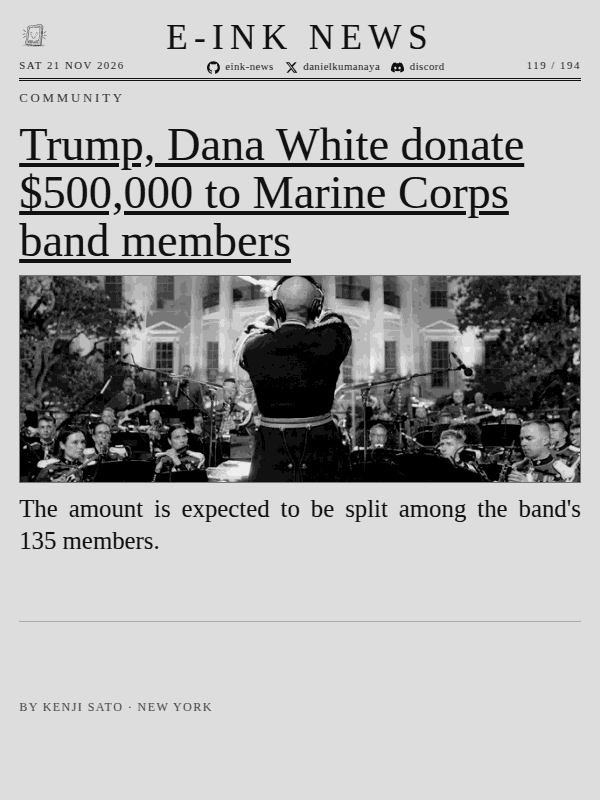 E-INK NEWS
SAT 21 NOV 2026
eink-news
danielkumanaya
discord
119 / 194
COMMUNITY
Trump, Dana White donate
$500,000 to Marine Corps
band members
The amount is expected to be split among the band's
135 members.
BY KENJI SATO · NEW YORK